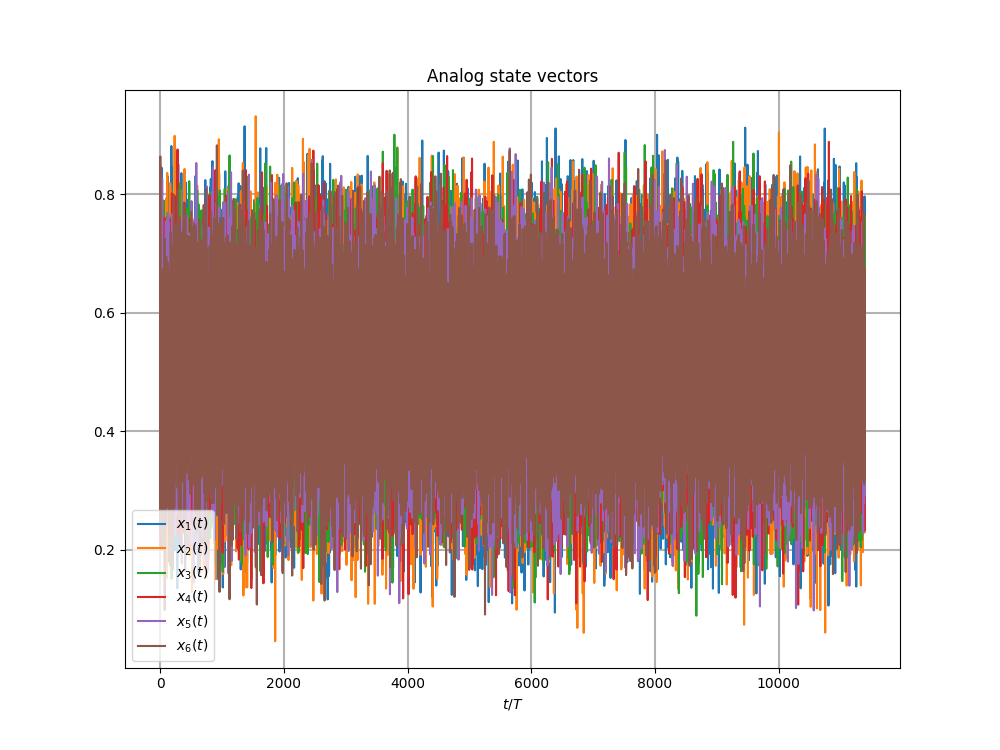 Analog state vectors
0.8
0.6
0.4
0.2
x₁(t)
x₂(t)
x₃(t)
x₄(t)
x₅(t)
x₆(t)
0 2000 4000 6000 8000 10000
t/T